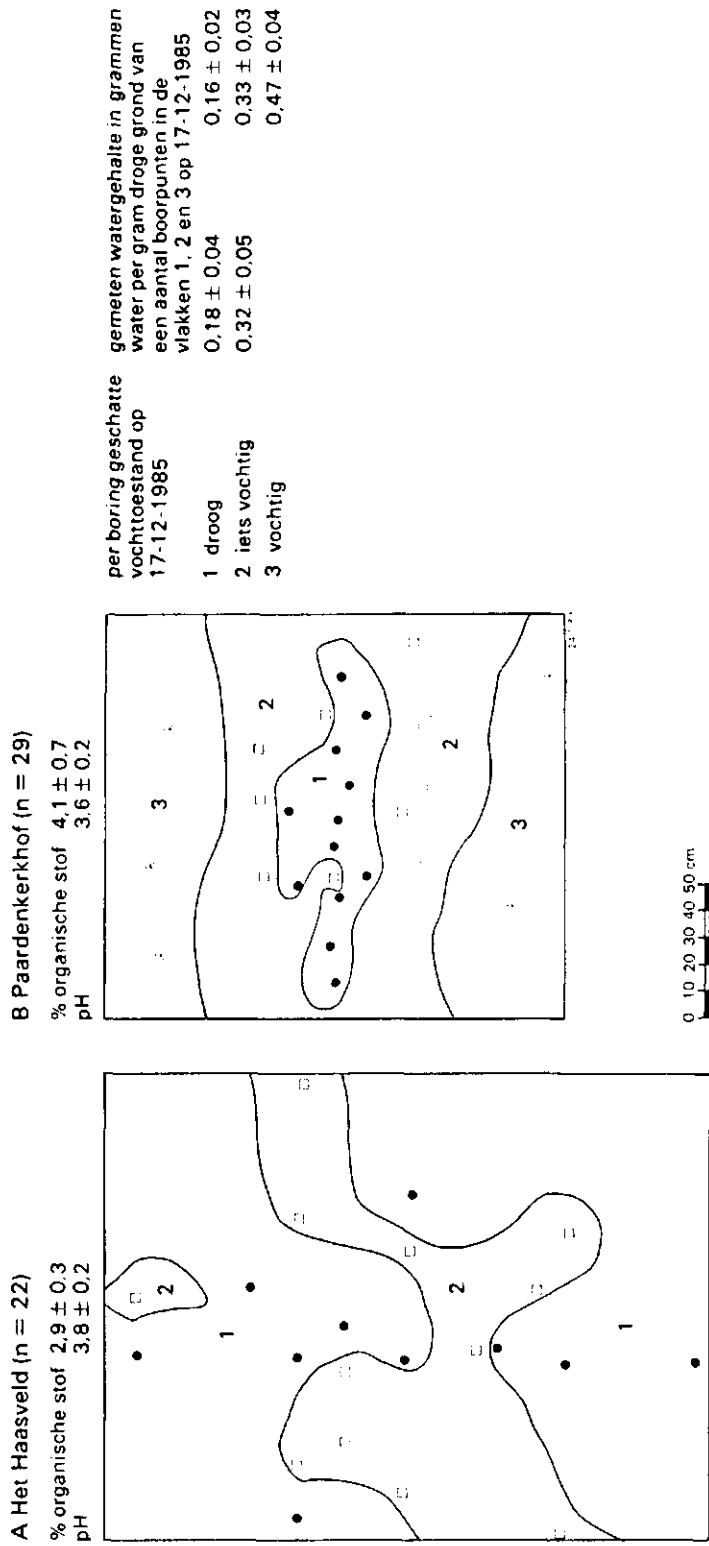 A Het Haasveld (n = 22)
% organische stof 2,9 ± 0.3
pH 3,8 ± 0.2
1
2
2
1
B Paardenkerkhof (n = 29)
% organische stof 4,1 ± 0.7
pH 3,6 ± 0.2
3
2
1
2
3
0 10 20 30 40 50 cm
per boring geschatte vochttoestand op 17-12-1985
gemeten watergehalte in grammen water per gram droge grond van een aantal boorpunten in de vlakken 1, 2 en 3 op 17-12-1985
1 droog 0,18 ± 0,04 0,16 ± 0,02
2 iets vochtig 0,32 ± 0,05 0,33 ± 0,03
3 vochtig 0,47 ± 0,04